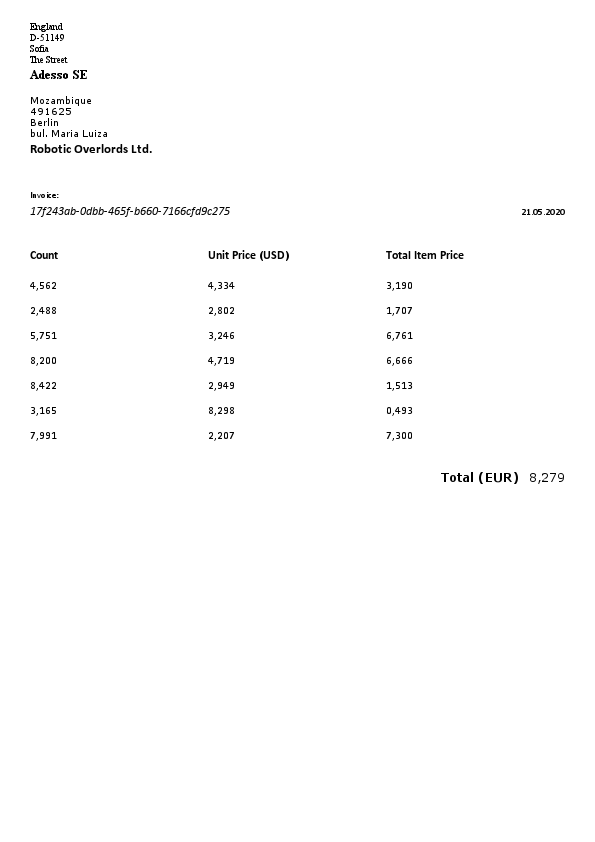 England
D-51149
Sofia
The Street
Adesso SE
Mozambique
491625
Berlin
bul. Maria Luiza
Robotic Overlords Ltd.
Invoice:
17f243ab-0dbb-465f-b660-7166cfd9c275 21.05.2020
Count Unit Price (USD) Total Item Price
4,562 4,334 3,190
2,488 2,802 1,707
5,751 3,246 6,761
8,200 4,719 6,666
8,422 2,949 1,513
3,165 8,298 0,493
7,991 2,207 7,300
Total (EUR) 8,279